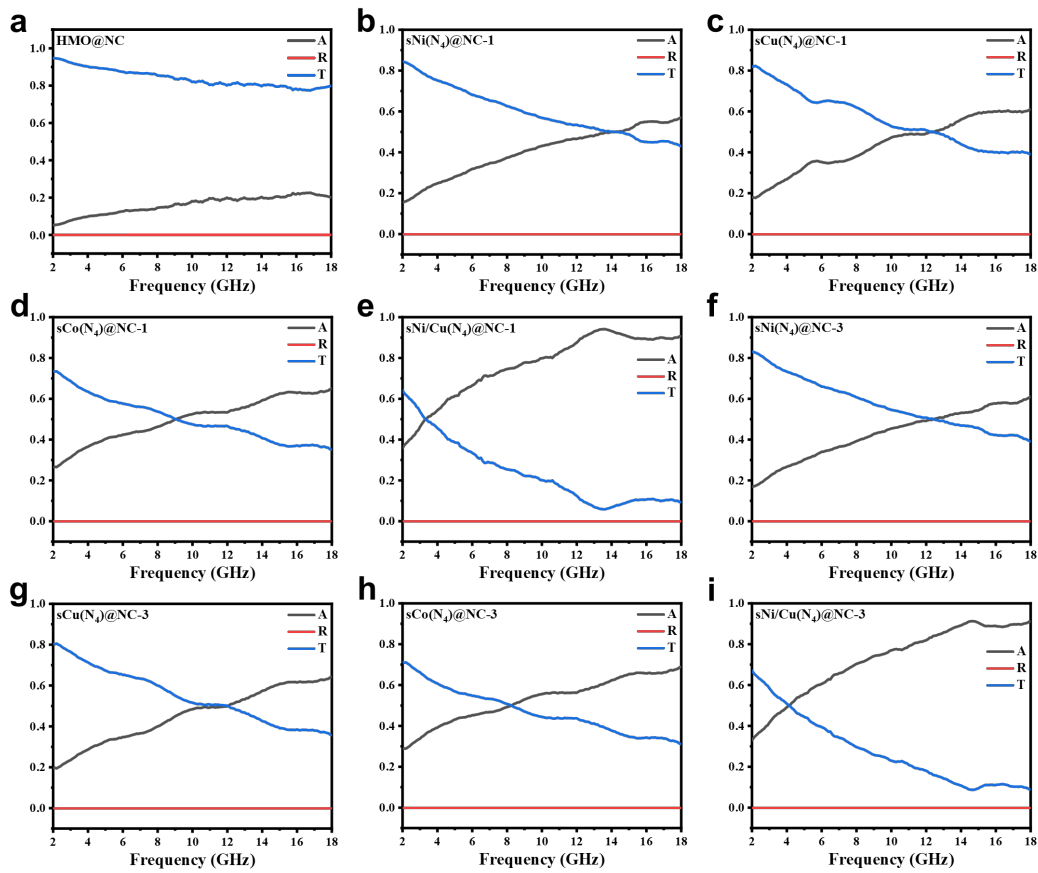 a
HMO@NC
A
R
T
1.0
0.8
0.6
0.4
0.2
0.0
2 4 6 8 10 12 14 16 18
Frequency (GHz)
b
sNi(N4)@NC-1
A
R
T
1.0
0.8
0.6
0.4
0.2
0.0
2 4 6 8 10 12 14 16 18
Frequency (GHz)
c
sCu(N4)@NC-1
A
R
T
1.0
0.8
0.6
0.4
0.2
0.0
2 4 6 8 10 12 14 16 18
Frequency (GHz)
d
sCo(N4)@NC-1
A
R
T
1.0
0.8
0.6
0.4
0.2
0.0
2 4 6 8 10 12 14 16 18
Frequency (GHz)
e
sNi/Cu(N4)@NC-1
A
R
T
1.0
0.8
0.6
0.4
0.2
0.0
2 4 6 8 10 12 14 16 18
Frequency (GHz)
f
sNi(N4)@NC-3
A
R
T
1.0
0.8
0.6
0.4
0.2
0.0
2 4 6 8 10 12 14 16 18
Frequency (GHz)
g
sCu(N4)@NC-3
A
R
T
1.0
0.8
0.6
0.4
0.2
0.0
2 4 6 8 10 12 14 16 18
Frequency (GHz)
h
sCo(N4)@NC-3
A
R
T
1.0
0.8
0.6
0.4
0.2
0.0
2 4 6 8 10 12 14 16 18
Frequency (GHz)
i
sNi/Cu(N4)@NC-3
A
R
T
1.0
0.8
0.6
0.4
0.2
0.0
2 4 6 8 10 12 14 16 18
Frequency (GHz)